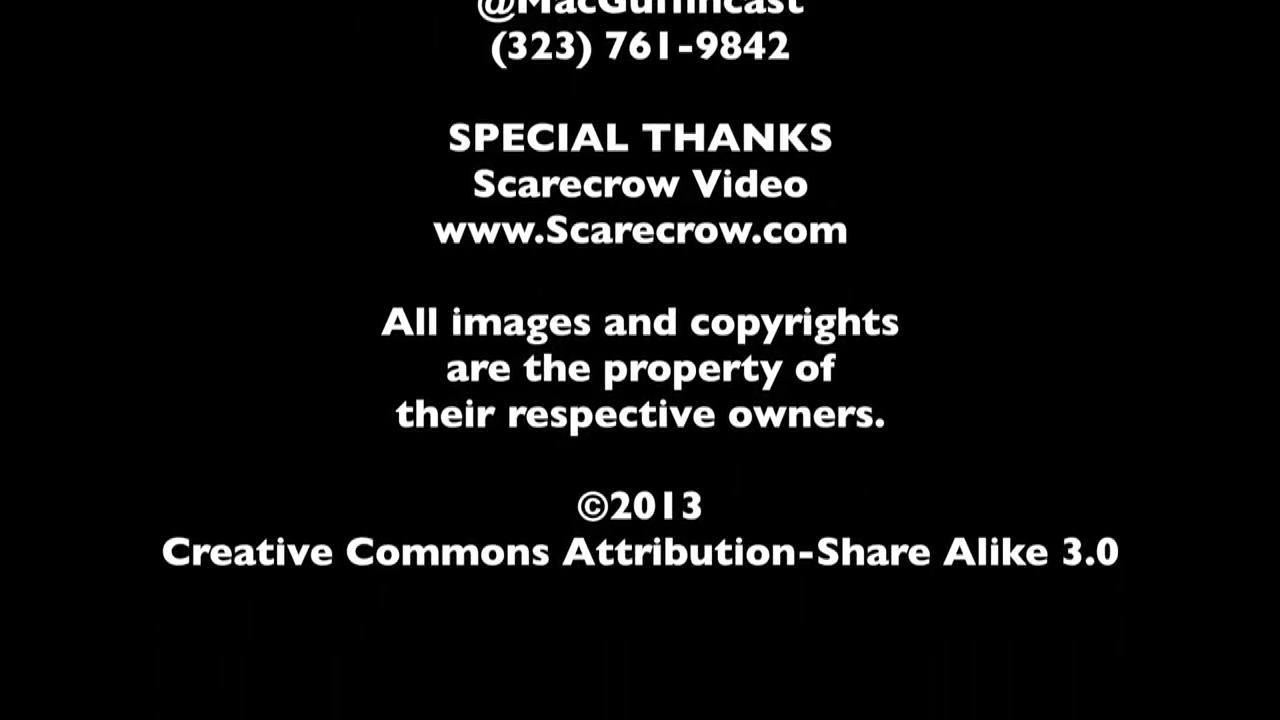 @MacGuffincast
(323) 761-9842
SPECIAL THANKS
Scarecrow Video
www.Scarecrow.com
All images and copyrights
are the property of
their respective owners.
©2013
Creative Commons Attribution-Share Alike 3.0